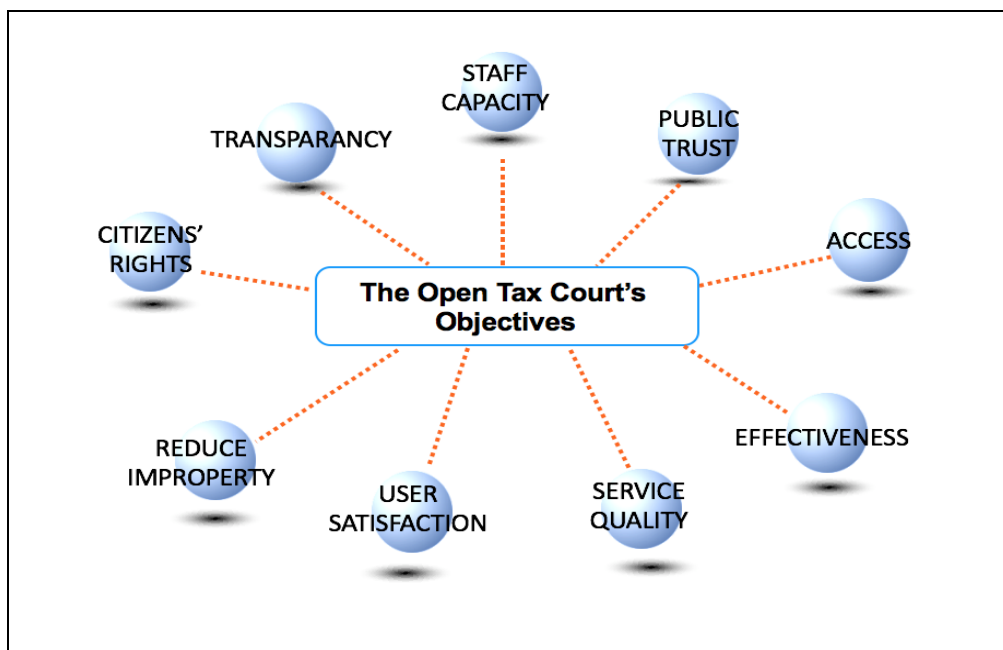 STAFF
CAPACITY
PUBLIC
TRUST
TRANSPARANCY
CITIZENS’
RIGHTS
ACCESS
The Open Tax Court’s
Objectives
EFFECTIVENESS
REDUCE
IMPROPERTY
USER
SATISFACTION
SERVICE
QUALITY